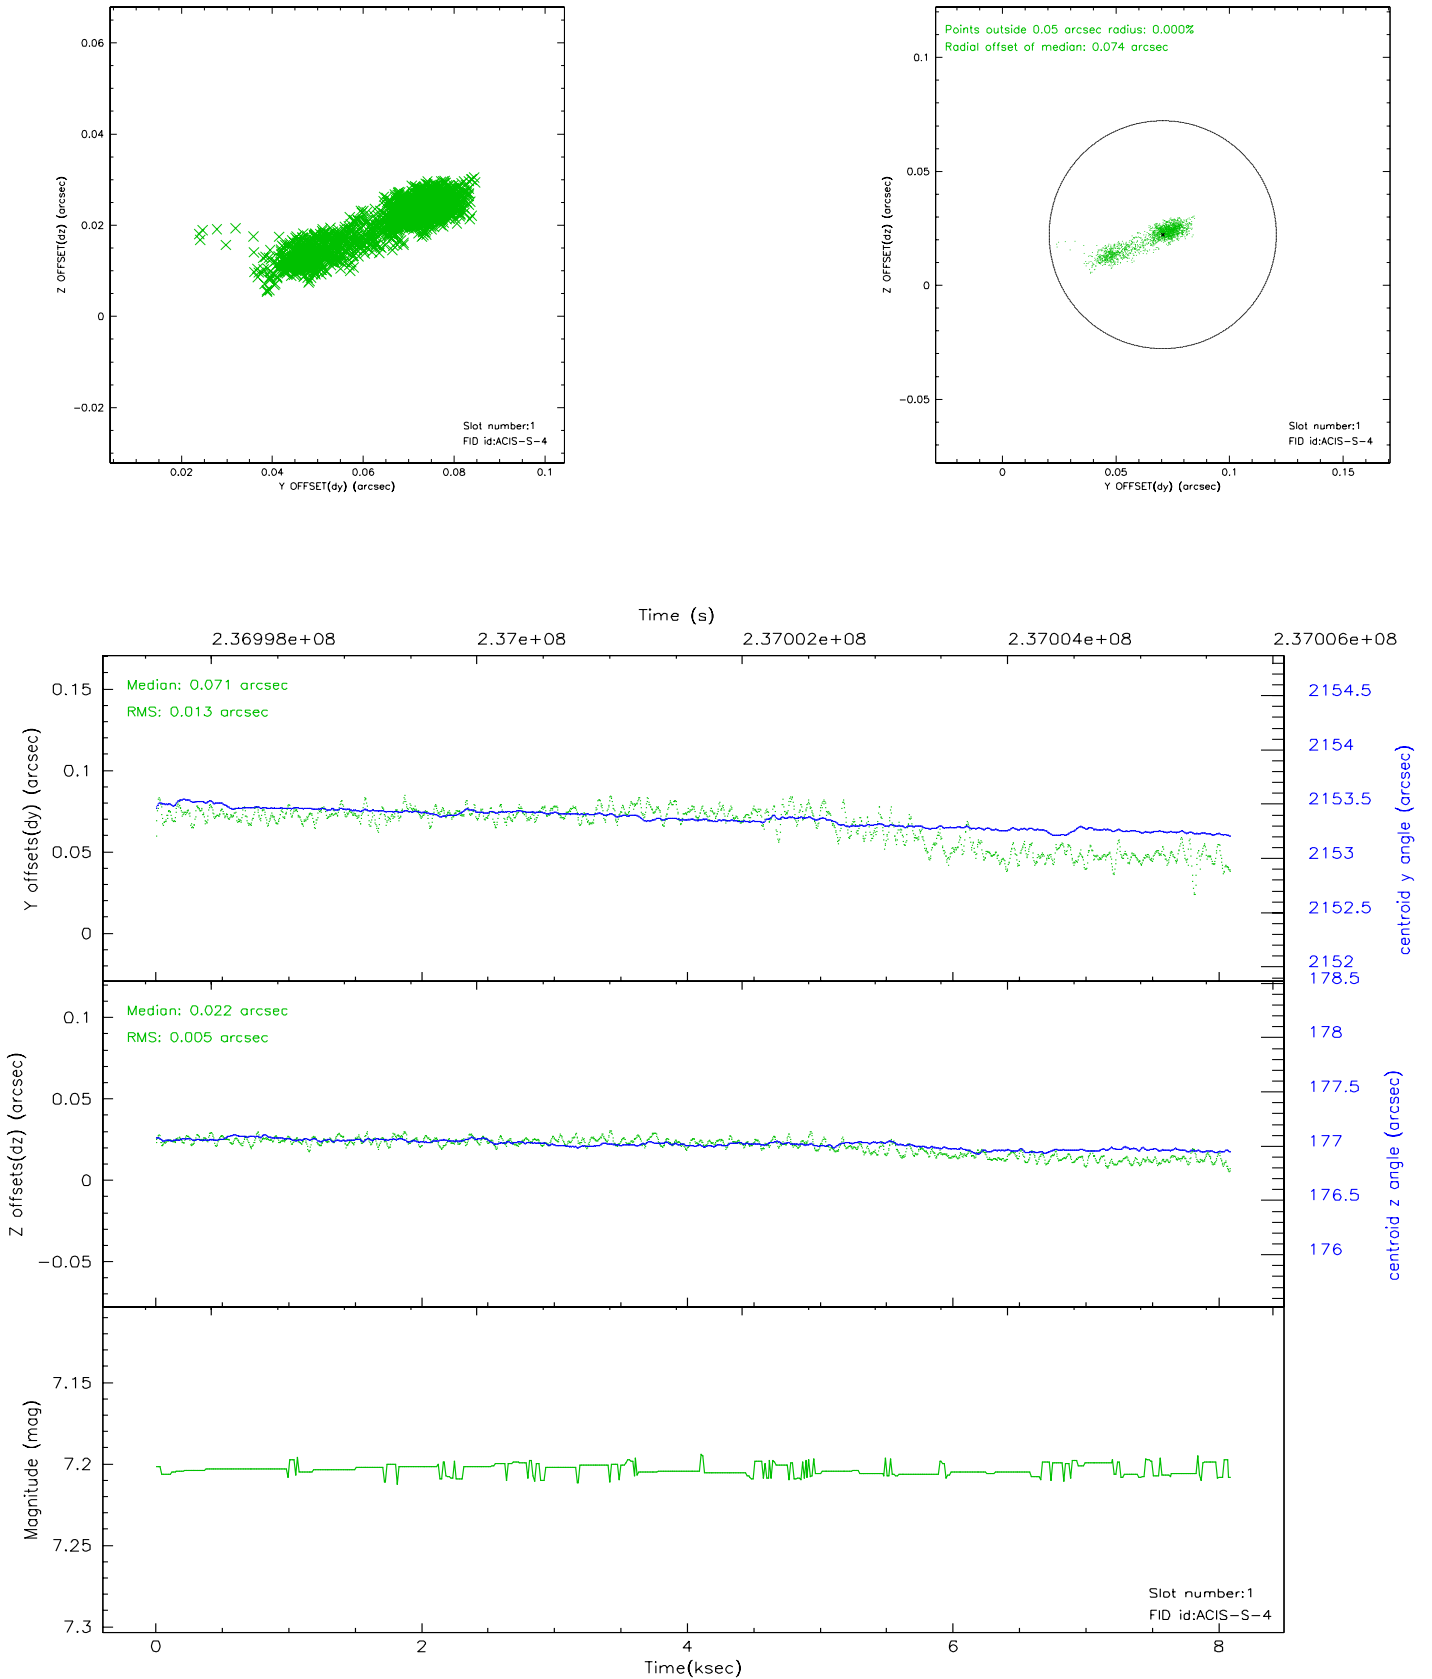 0.06
0.04
0.02
0
−0.02
Z OFFSET(dz) (arcsec)
Slot number:1
FID id:ACIS−S−4
0.02 0.04 0.06 0.08 0.1
Y OFFSET(dy) (arcsec)
Points outside 0.05 arcsec radius: 0.000%
Radial offset of median: 0.074 arcsec
0.1
0.05
0
−0.05
Z OFFSET(dz) (arcsec)
Slot number:1
FID id:ACIS−S−4
0 0.05 0.1 0.15
Y OFFSET(dy) (arcsec)
Time (s)
2.36998e+08 2.37e+08 2.37002e+08 2.37004e+08 2.37006e+08
Median: 0.071 arcsec
RMS: 0.013 arcsec
0.15
0.1
0.05
0
Y offsets(dy) (arcsec)
2154.5
2154
2153.5
2153
2152.5
2152
centroid y angle (arcsec)
Median: 0.022 arcsec
RMS: 0.005 arcsec
0.1
0.05
0
−0.05
Z offsets(dz) (arcsec)
178.5
178
177.5
177
176.5
176
centroid z angle (arcsec)
7.15
7.2
7.25
7.3
Magnitude (mag)
Slot number:1
FID id:ACIS−S−4
0 2 4 6 8
Time(ksec)